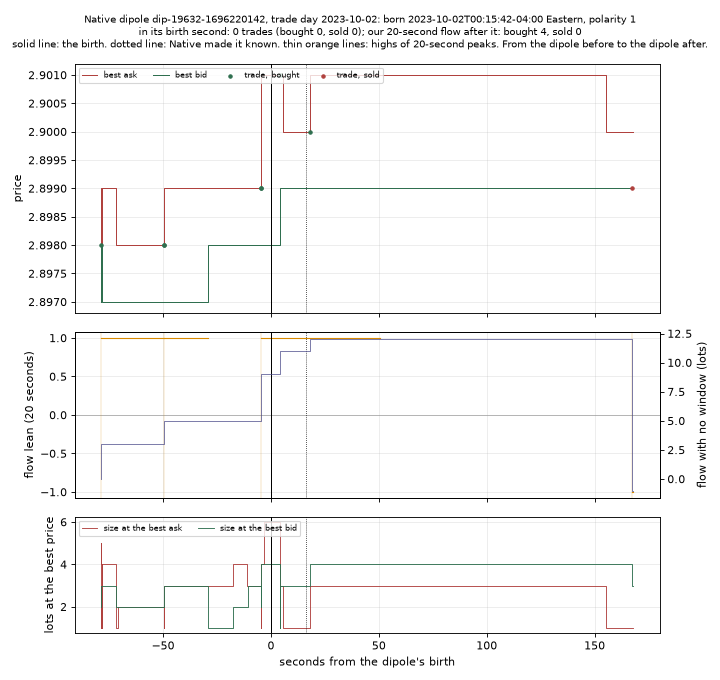 Native dipole dip-19632-1696220142, trade day 2023-10-02: born 2023-10-02T00:15:42-04:00 Eastern, polarity 1
in its birth second: 0 trades (bought 0, sold 0); our 20-second flow after it: bought 4, sold 0
solid line: the birth. dotted line: Native made it known. thin orange lines: highs of 20-second peaks. From the dipole before to the dipole after.
best ask best bid trade, bought trade, sold
2.9010
2.9005
2.9000
2.8995
2.8990
2.8985
2.8980
2.8975
2.8970
price
1.0
0.5
0.0
−0.5
−1.0
flow lean (20 seconds)
12.5
10.0
7.5
5.0
2.5
0.0
flow with no window (lots)
size at the best ask size at the best bid
6
4
2
lots at the best price
−50 0 50 100 150
seconds from the dipole's birth